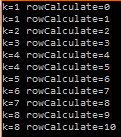 k=1 rowCalculate=0
k=1 rowCalculate=1
k=2 rowCalculate=2
k=3 rowCalculate=3
k=4 rowCalculate=4
k=4 rowCalculate=5
k=5 rowCalculate=6
k=6 rowCalculate=7
k=7 rowCalculate=8
k=8 rowCalculate=9
k=8 rowCalculate=10